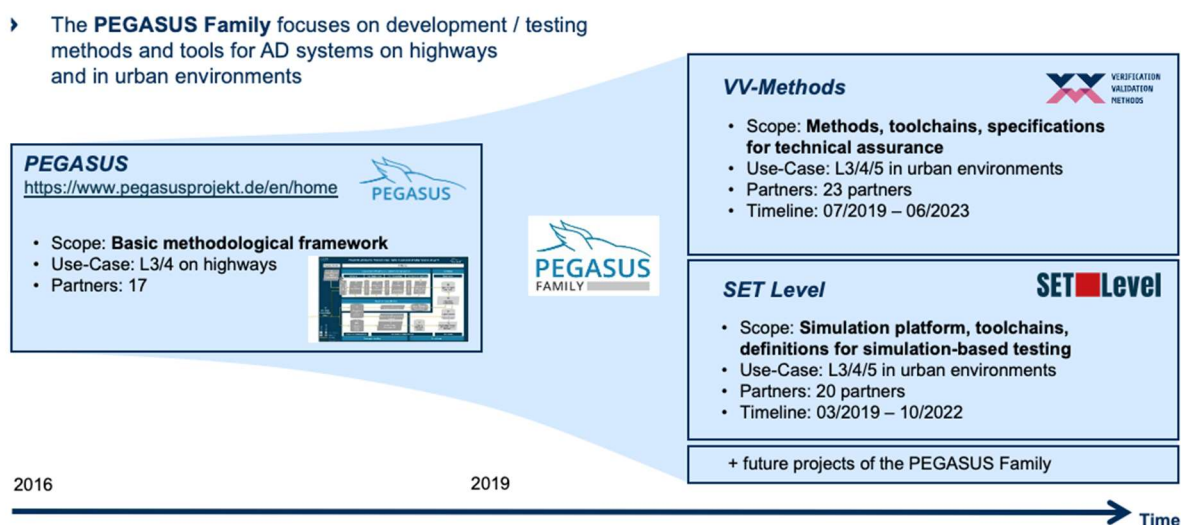 › The PEGASUS Family focuses on development / testing
methods and tools for AD systems on highways
and in urban environments
PEGASUS
https://www.pegasusprojekt.de/en/home
PEGASUS
• Scope: Basic methodological framework
• Use-Case: L3/4 on highways
• Partners: 17
PEGASUS
FAMILY
VV-Methods
VERIFICATION
VALIDATION
METHODS
• Scope: Methods, toolchains, specifications
for technical assurance
• Use-Case: L3/4/5 in urban environments
• Partners: 23 partners
• Timeline: 07/2019 – 06/2023
SET Level
SET Level
• Scope: Simulation platform, toolchains,
definitions for simulation-based testing
• Use-Case: L3/4/5 in urban environments
• Partners: 20 partners
• Timeline: 03/2019 – 10/2022
+ future projects of the PEGASUS Family
2016
2019
Time